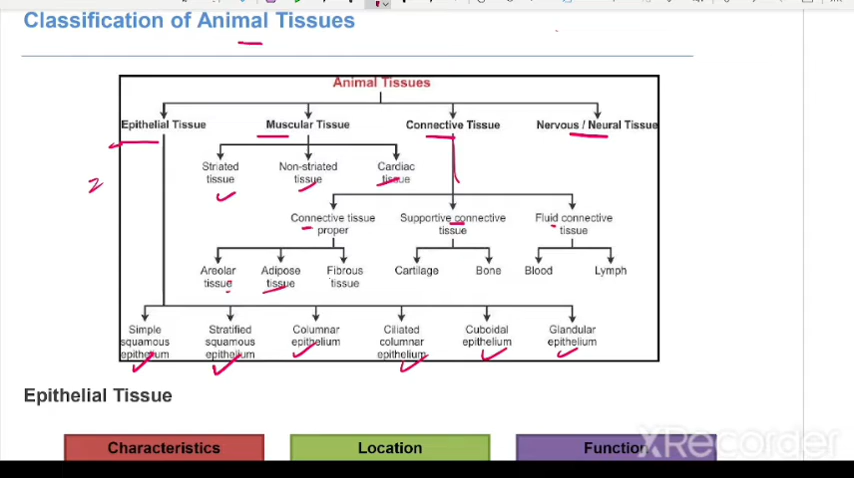 Classification of Animal Tissues
Animal Tissues
Epithelial Tissue
Muscular Tissue
Connective Tissue
Nervous / Neural Tissue
Striated
tissue
Non-striated
tissue
Cardiac
tissue
Connective tissue
proper
Supportive connective
tissue
Fluid connective
tissue
Areolar
tissue
Adipose
tissue
Fibrous
tissue
Cartilage
Bone
Blood
Lymph
Simple
squamous
epithelium
Stratified
squamous
epithelium
Columnar
epithelium
Ciliated
columnar
epithelium
Cuboidal
epithelium
Glandular
epithelium
Epithelial Tissue
Characteristics
Location
Function
XRecorder